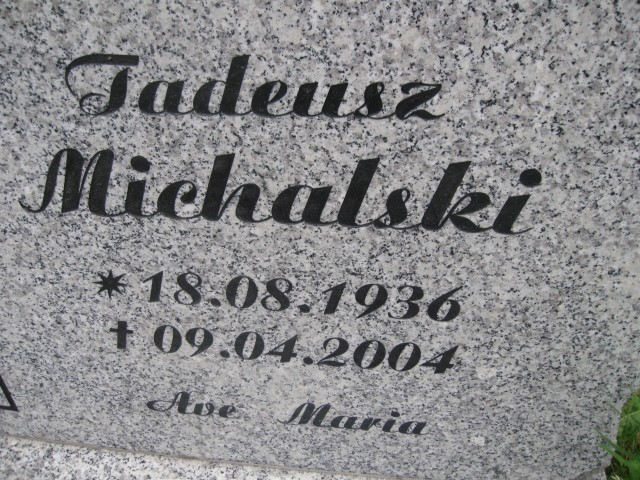 Tadeusz
Michalski
* 18.08.1936
✝ 09.04.2004
Ave Maria